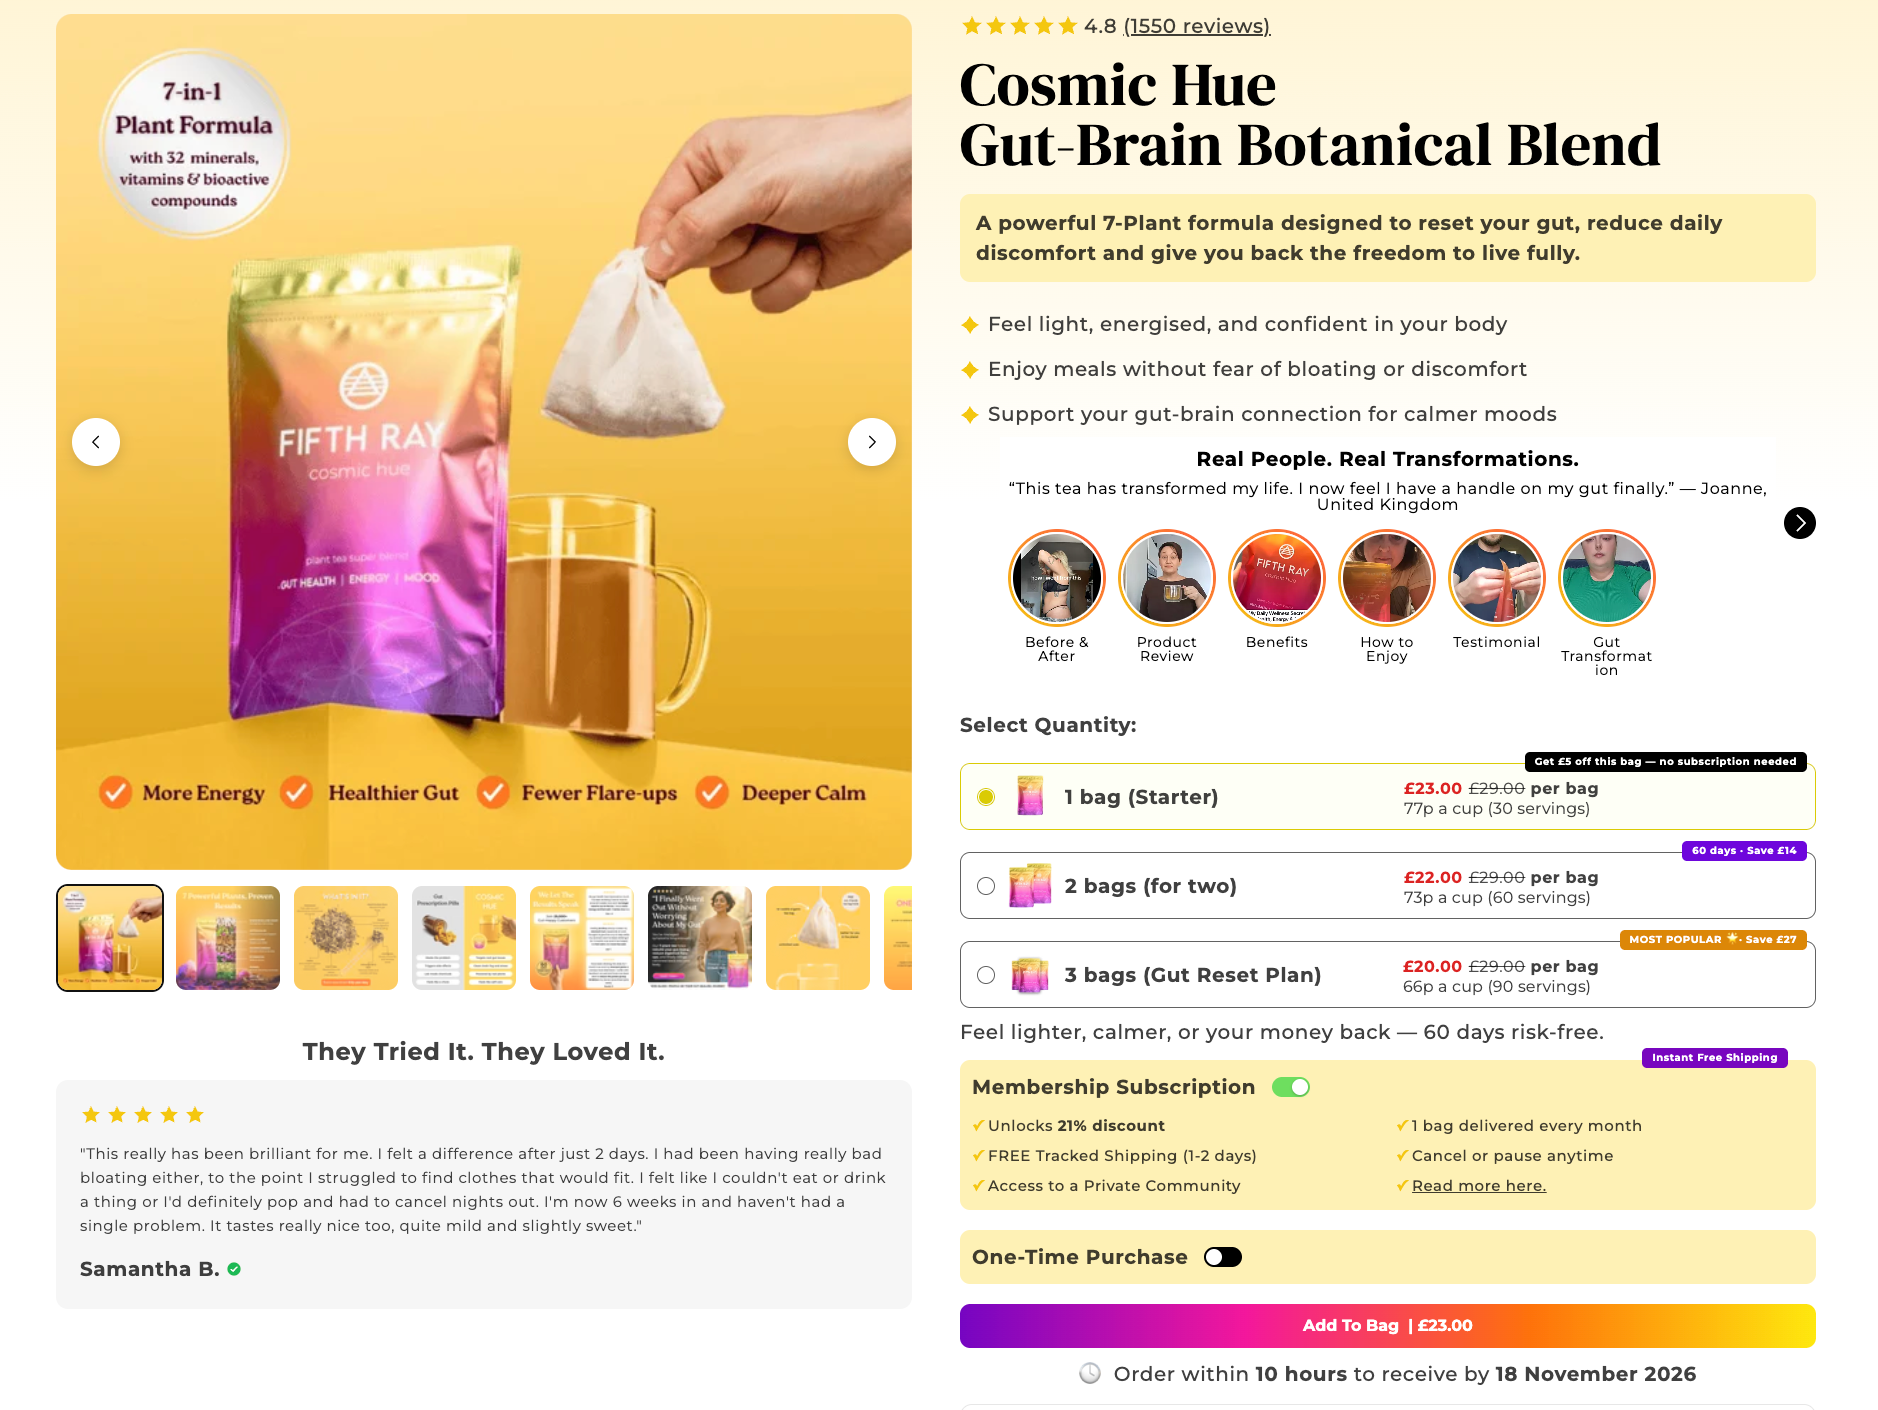 7-in-1
Plant Formula
with 32 minerals,
vitamins & bioactive
compounds
FIFTH RAY
cosmic hue
plant tea super blend
GUT HEALTH | ENERGY | MOOD
More Energy
Healthier Gut
Fewer Flare-ups
Deeper Calm
They Tried It. They Loved It.
"This really has been brilliant for me. I felt a difference after just 2 days. I had been having really bad
bloating either, to the point I struggled to find clothes that would fit. I felt like I couldn't eat or drink
a thing or I'd definitely pop and had to cancel nights out. I'm now 6 weeks in and haven't had a
single problem. It tastes really nice too, quite mild and slightly sweet."
Samantha B.
4.8 (1550 reviews)
Cosmic Hue
Gut-Brain Botanical Blend
A powerful 7-Plant formula designed to reset your gut, reduce daily
discomfort and give you back the freedom to live fully.
Feel light, energised, and confident in your body
Enjoy meals without fear of bloating or discomfort
Support your gut-brain connection for calmer moods
Real People. Real Transformations.
“This tea has transformed my life. I now feel I have a handle on my gut finally.” — Joanne,
United Kingdom
FIFTH RAY
cosmic hue
Before &
After
Product
Review
Benefits
How to
Enjoy
Testimonial
Gut
Transformat
ion
Select Quantity:
Get £5 off this bag — no subscription needed
1 bag (Starter)
£23.00 £29.00 per bag
77p a cup (30 servings)
60 days · Save £14
2 bags (for two)
£22.00 £29.00 per bag
73p a cup (60 servings)
MOST POPULAR 🌟· Save £27
3 bags (Gut Reset Plan)
£20.00 £29.00 per bag
66p a cup (90 servings)
Feel lighter, calmer, or your money back — 60 days risk-free.
Instant Free Shipping
Membership Subscription
✓Unlocks 21% discount
✓1 bag delivered every month
✓FREE Tracked Shipping (1-2 days)
✓Cancel or pause anytime
✓Access to a Private Community
✓Read more here.
One-Time Purchase
Add To Bag | £23.00
Order within 10 hours to receive by 18 November 2026